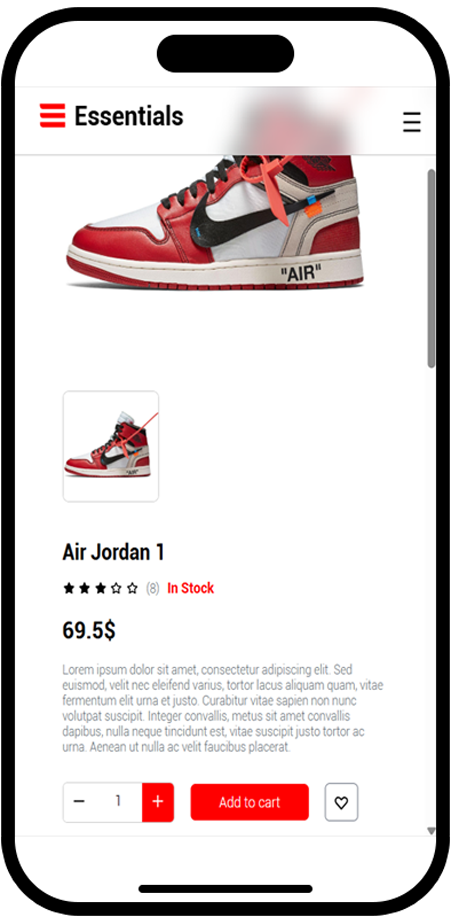 Essentials
"AIR"
Air Jordan 1
(8) In Stock
69.5$
Lorem ipsum dolor sit amet, consectetur adipiscing elit. Sed
euismod, velit nec eleifend varius, tortor lacus aliquam quam, vitae
fermentum elit urna et justo. Curabitur vitae sapien non nunc
volutpat suscipit. Integer convallis, metus sit amet convallis
dapibus, nulla neque tincidunt est, vitae suscipit justo tortor ac
urna. Aenean ut nulla ac velit faucibus placerat.
− 1 + Add to cart